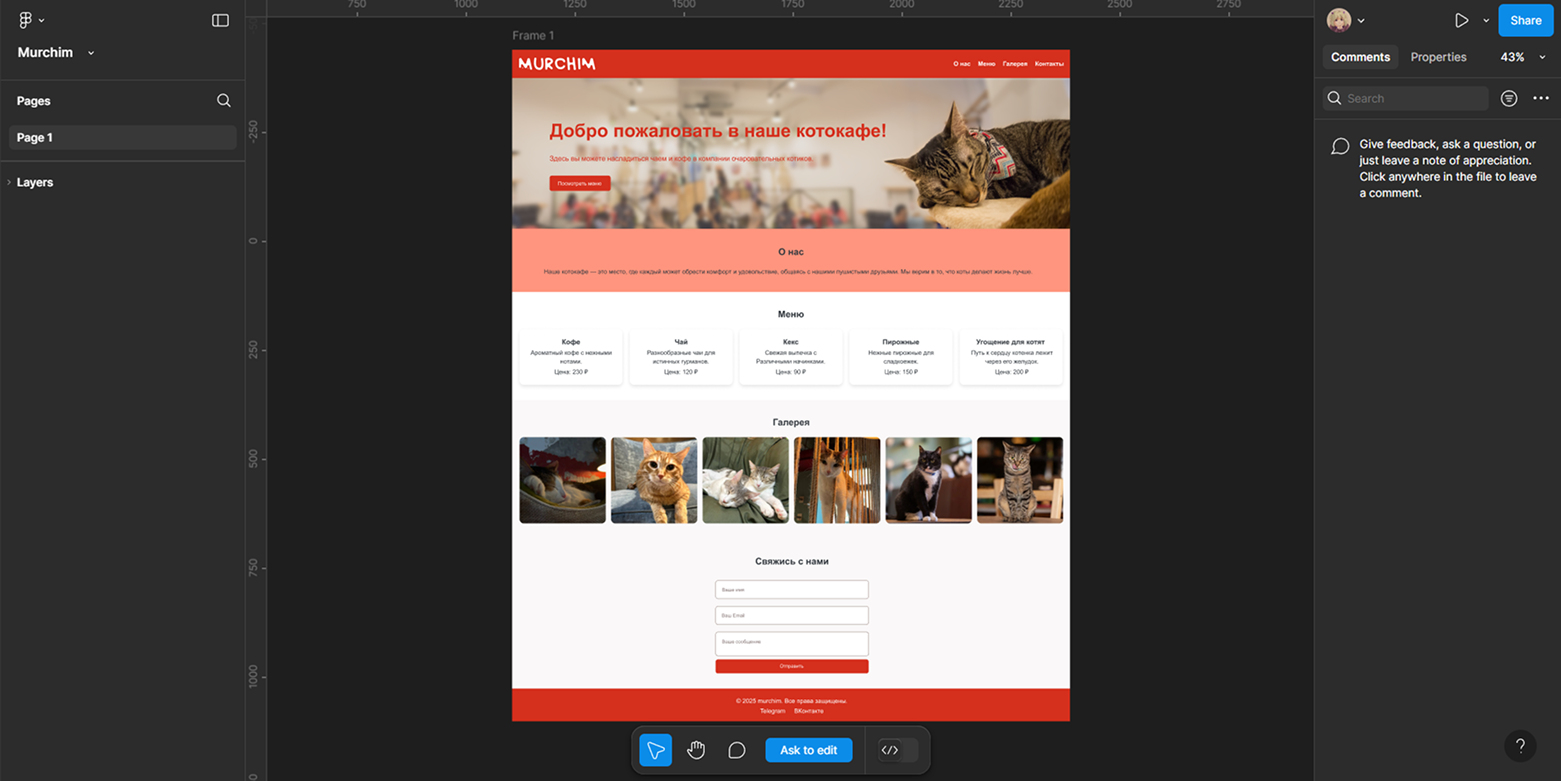 750 1000 1250 1500 1750 2000 2250 2500 2750
Share
Murchim
Comments Properties 43%
Pages
Search
Page 1
Layers
Give feedback, ask a question, or
just leave a note of appreciation.
Click anywhere in the file to leave
a comment.
-250
0
250
500
750
1000
Frame 1
MURCHIM
О нас Меню Галерея Контакты
Добро пожаловать в наше котокафе!
Здесь вы можете насладиться чаем и кофе в компании очаровательных котиков.
Посмотреть меню
О нас
Наше котокафе — это место, где каждый может обрести комфорт и удовольствие, общаясь с нашими пушистыми друзьями. Мы верим в то, что коты делают жизнь лучше.
Меню
Кофе
Ароматный кофе с нежными
нотами.
Цена: 230 ₽
Чай
Разнообразные чаи для
истинных гурманов.
Цена: 120 ₽
Кекс
Свежая выпечка с
Различными начинками.
Цена: 90 ₽
Пирожные
Нежные пирожные для
сладкоежек.
Цена: 150 ₽
Угощение для котят
Путь к сердцу котенка лежит
через его желудок.
Цена: 200 ₽
Галерея
Свяжись с нами
Ваше имя
Ваш Email
Ваше сообщение
Отправить
© 2025 murchim. Все права защищены.
Telegram ВКонтакте
Ask to edit
?